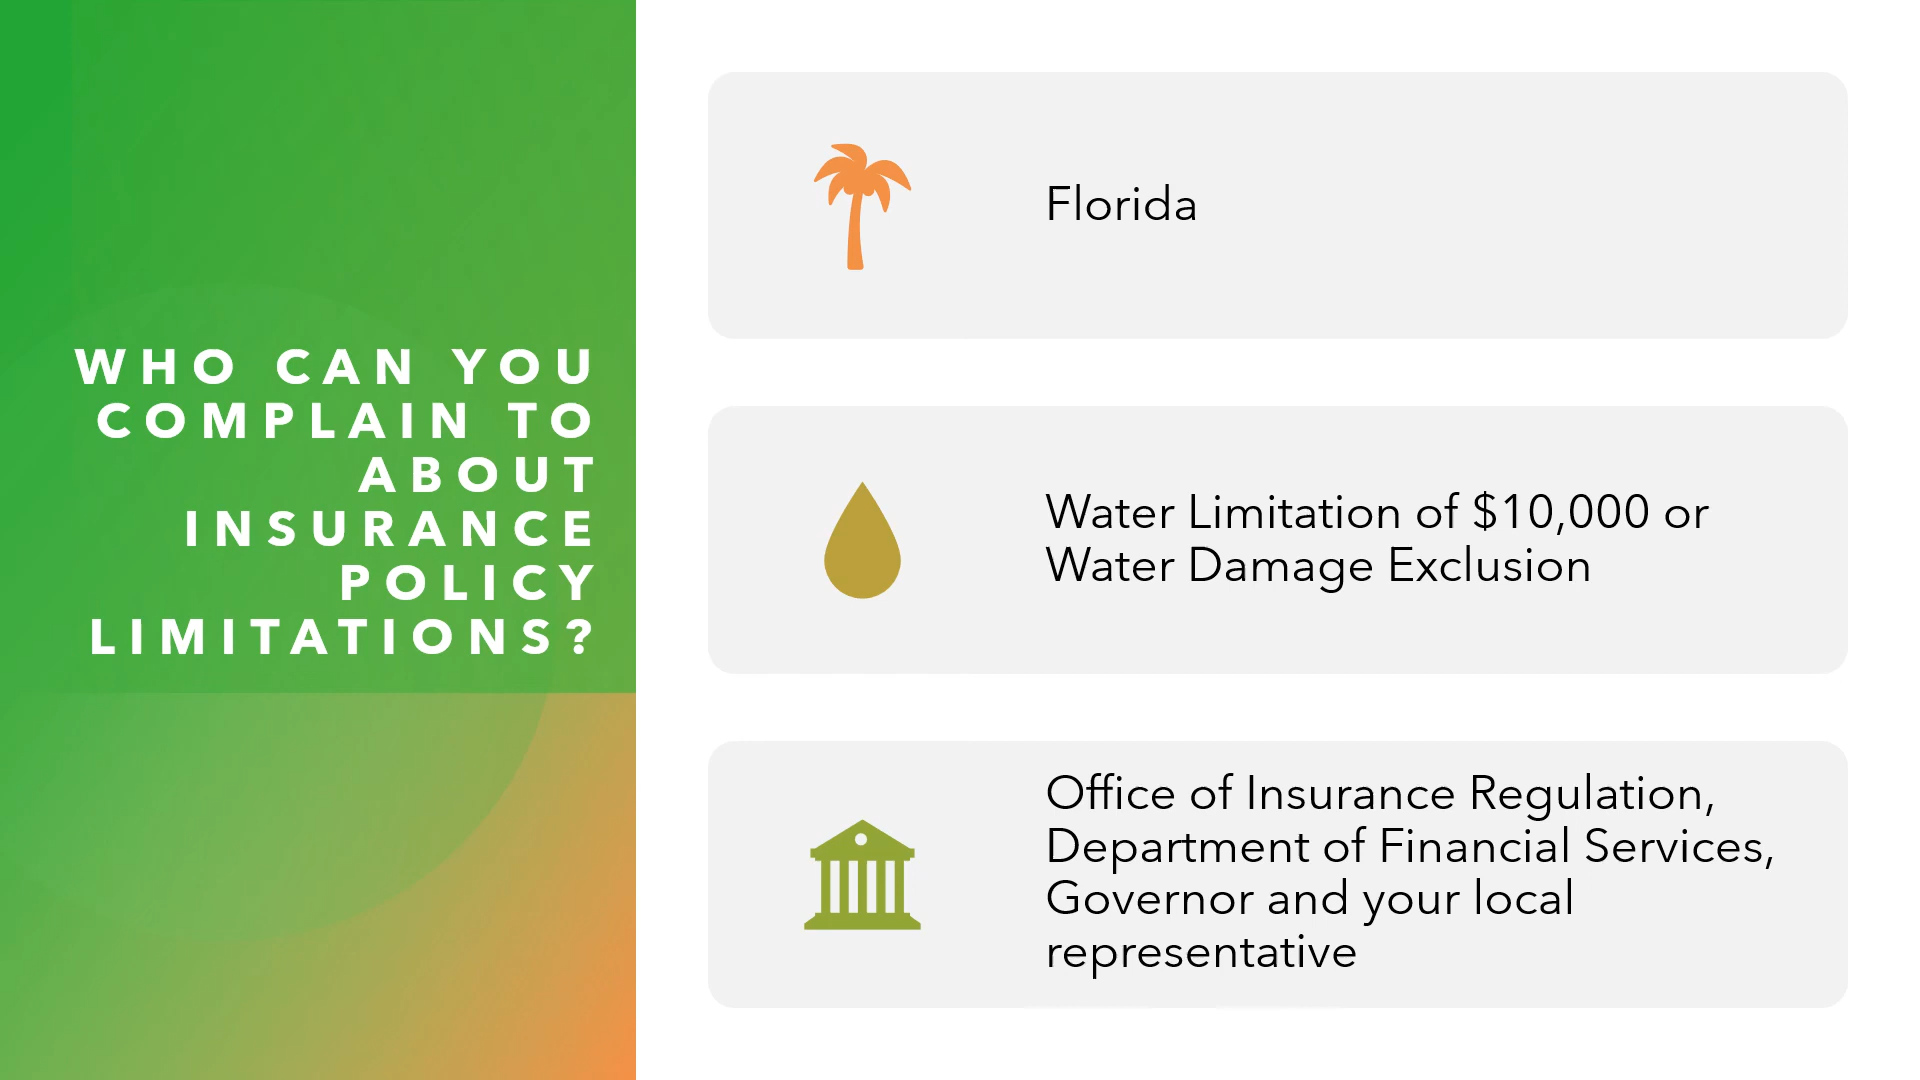 WHO CAN YOU
COMPLAIN TO
ABOUT
INSURANCE
POLICY
LIMITATIONS?
Florida
Water Limitation of $10,000 or
Water Damage Exclusion
Office of Insurance Regulation,
Department of Financial Services,
Governor and your local
representative